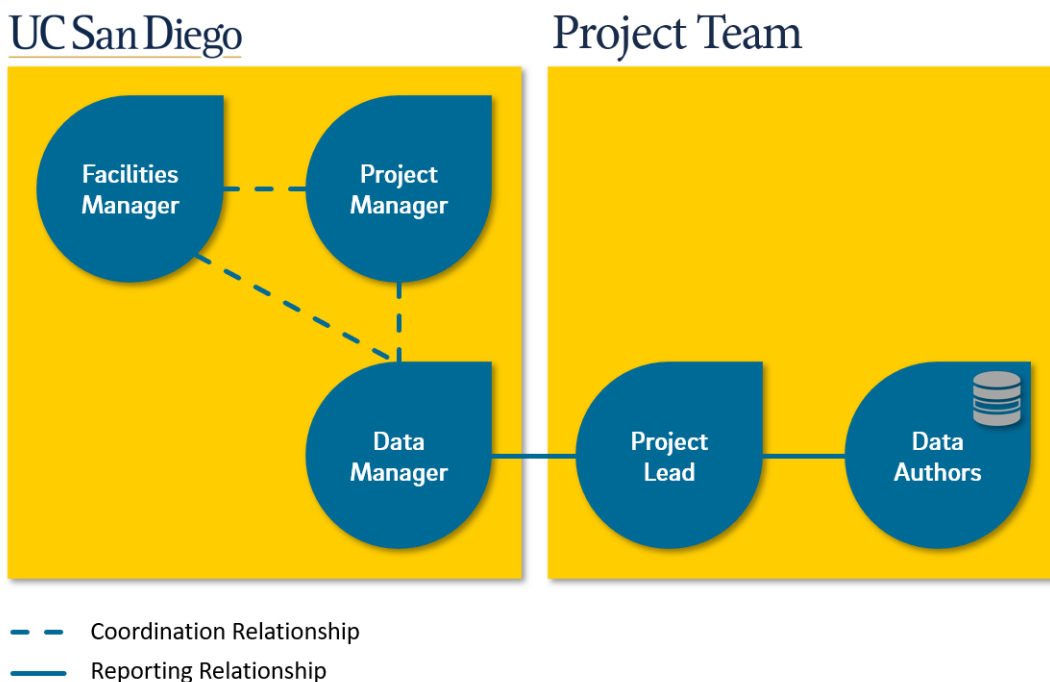 UC San Diego
Project Team
Facilities
Manager
Project
Manager
Data
Manager
Project
Lead
Data
Authors
Coordination Relationship
Reporting Relationship